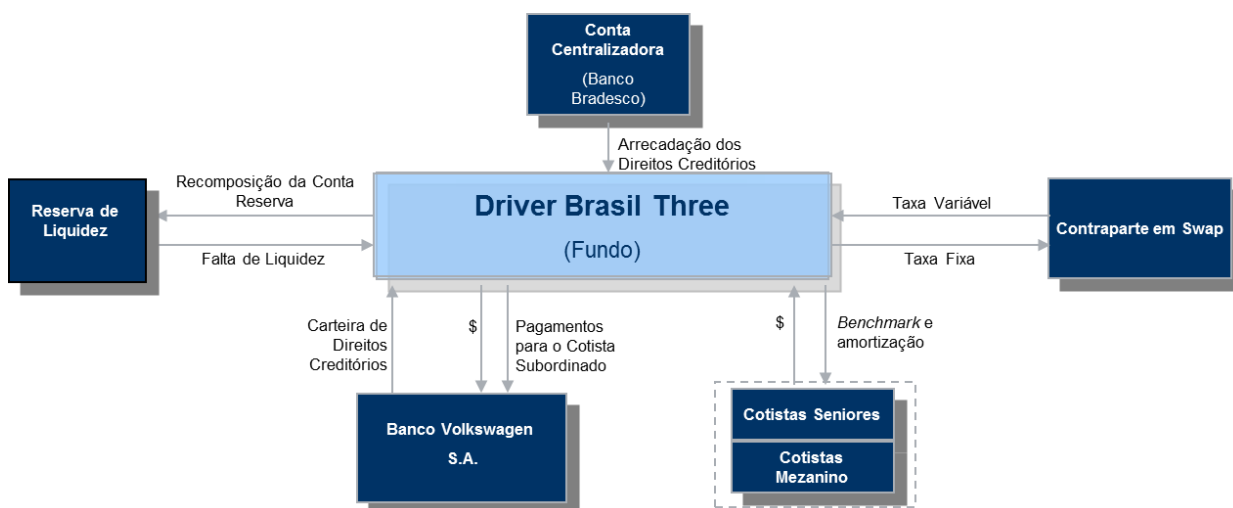 Conta
Centralizadora
(Banco
Bradesco)
Arrecadação dos
Direitos Creditórios
Reserva de
Liquidez
Recomposição da Conta
Reserva
Falta de Liquidez
Driver Brasil Three
(Fundo)
Taxa Variável
Taxa Fixa
Contraparte em Swap
Carteira de
Direitos
Creditórios
$
Pagamentos
para o Cotista
Subordinado
$
Benchmark e
amortização
Banco Volkswagen
S.A.
Cotistas Seniores
Cotistas
Mezanino